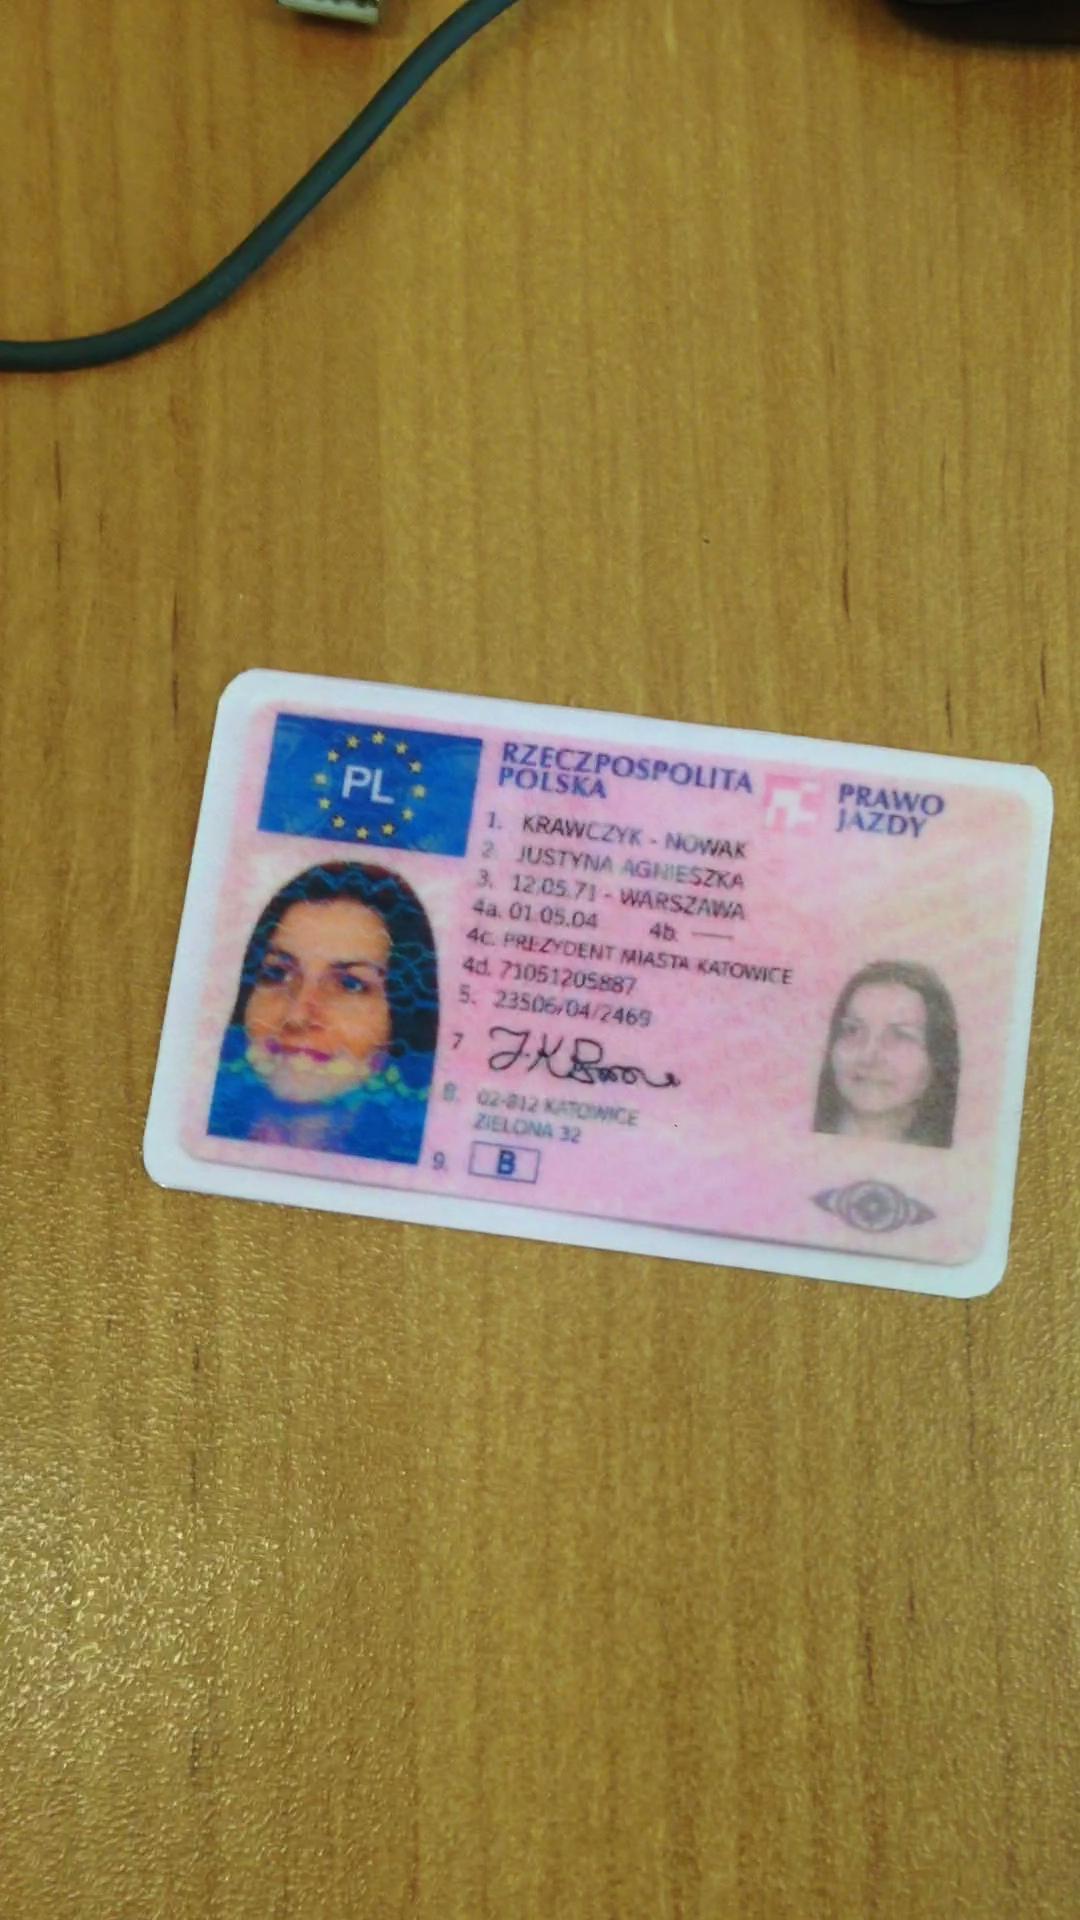 PL
RZECZPOSPOLITA POLSKA
PRAWO JAZDY
1. KRAWCZYK - NOWAK
2. JUSTYNA AGNIESZKA
3. 12.05.71 - WARSZAWA
4a. 01.05.04 4b. ——
4c. PREZYDENT MIASTA KATOWICE
4d. 71051205887
5. 23506/04/2469
7
8. 02-812 KATOWICE
ZIELONA 32
9. B